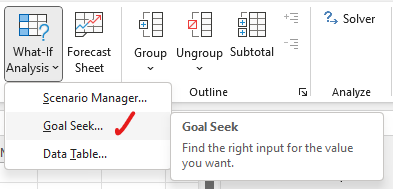 What-If
Analysis
Forecast
Sheet
Group
Ungroup
Subtotal
Outline
Solver
Analyze
Scenario Manager...
Goal Seek...
Data Table...
Goal Seek
Find the right input for the value
you want.